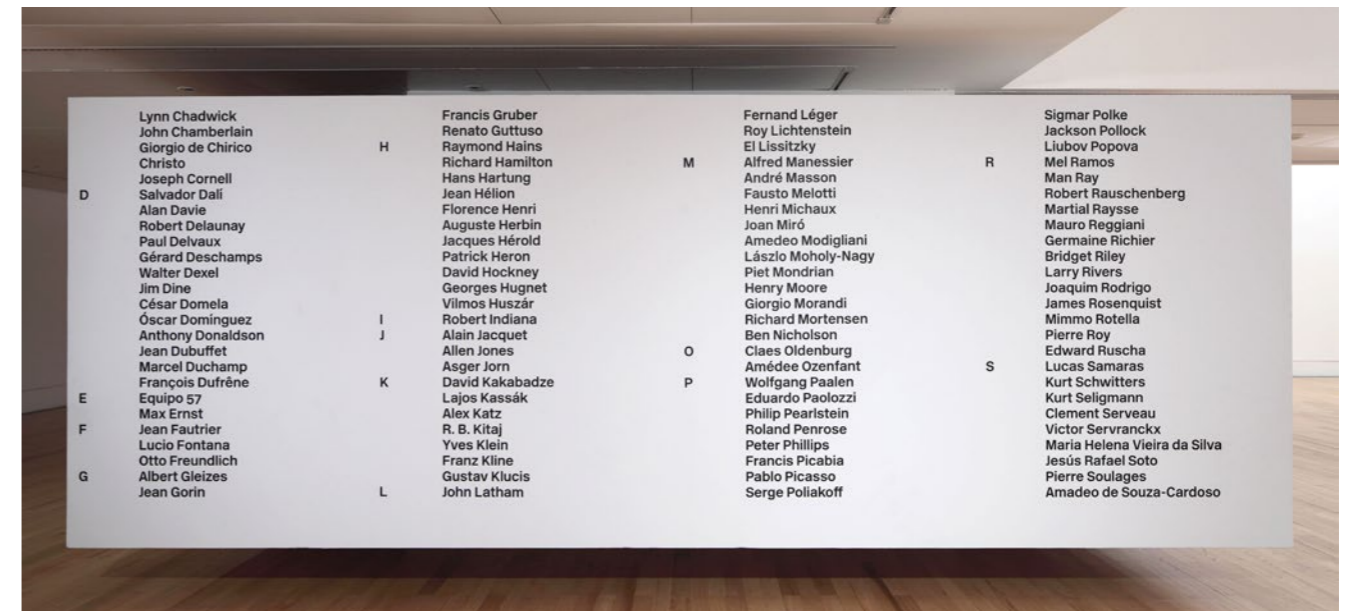 Lynn Chadwick
John Chamberlain
Giorgio de Chirico
Christo
Joseph Cornell
D Salvador Dalí
Alan Davie
Robert Delaunay
Paul Delvaux
Gérard Deschamps
Walter Dexel
Jim Dine
César Domela
Óscar Domínguez
Anthony Donaldson
Jean Dubuffet
Marcel Duchamp
François Dufrêne
E Equipo 57
Max Ernst
F Jean Fautrier
Lucio Fontana
Otto Freundlich
G Albert Gleizes
Jean Gorin
Francis Gruber
Renato Guttuso
H Raymond Hains
Richard Hamilton
Hans Hartung
Jean Hélion
Florence Henri
Auguste Herbin
Jacques Hérold
Patrick Heron
David Hockney
Georges Hugnet
Vilmos Huszár
I Robert Indiana
J Alain Jacquet
Allen Jones
Asger Jorn
K David Kakabadze
Lajos Kassák
Alex Katz
R. B. Kitaj
Yves Klein
Franz Kline
Gustav Klucis
L John Latham
Fernand Léger
Roy Lichtenstein
El Lissitzky
M Alfred Manessier
André Masson
Fausto Melotti
Henri Michaux
Joan Miró
Amedeo Modigliani
Lászlo Moholy-Nagy
Piet Mondrian
Henry Moore
Giorgio Morandi
Richard Mortensen
Ben Nicholson
O Claes Oldenburg
Amédée Ozenfant
P Wolfgang Paalen
Eduardo Paolozzi
Philip Pearlstein
Roland Penrose
Peter Phillips
Francis Picabia
Pablo Picasso
Serge Poliakoff
Sigmar Polke
Jackson Pollock
Liubov Popova
R Mel Ramos
Man Ray
Robert Rauschenberg
Martial Raysse
Mauro Reggiani
Germaine Richier
Bridget Riley
Larry Rivers
Joaquim Rodrigo
James Rosenquist
Mimmo Rotella
Pierre Roy
Edward Ruscha
S Lucas Samaras
Kurt Schwitters
Kurt Seligmann
Clement Serveau
Victor Servranckx
Maria Helena Vieira da Silva
Jesús Rafael Soto
Pierre Soulages
Amadeo de Souza-Cardoso